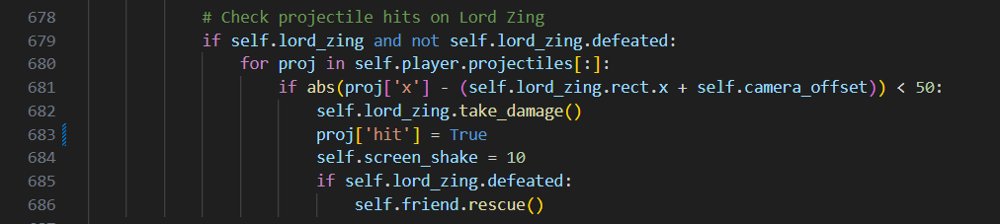 678 # Check projectile hits on Lord Zing
679 if self.lord_zing and not self.lord_zing.defeated:
680 for proj in self.player.projectiles[:]:
681 if abs(proj['x'] - (self.lord_zing.rect.x + self.camera_offset)) < 50:
682 self.lord_zing.take_damage()
683 proj['hit'] = True
684 self.screen_shake = 10
685 if self.lord_zing.defeated:
686 self.friend.rescue()